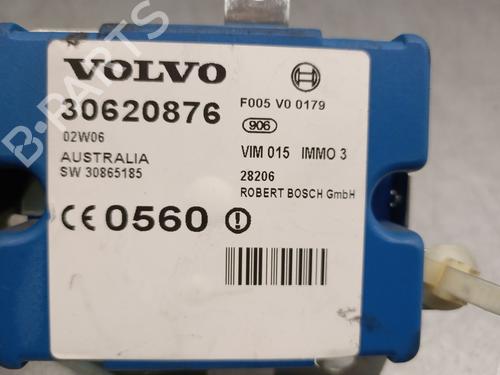 VOLVO
30620876
02W06
AUSTRALIA
SW 30865185
CE 0560
F005 V0 0179
906
VIM 015 IMMO 3
28206
ROBERT BOSCH GmbH
B-PARTS